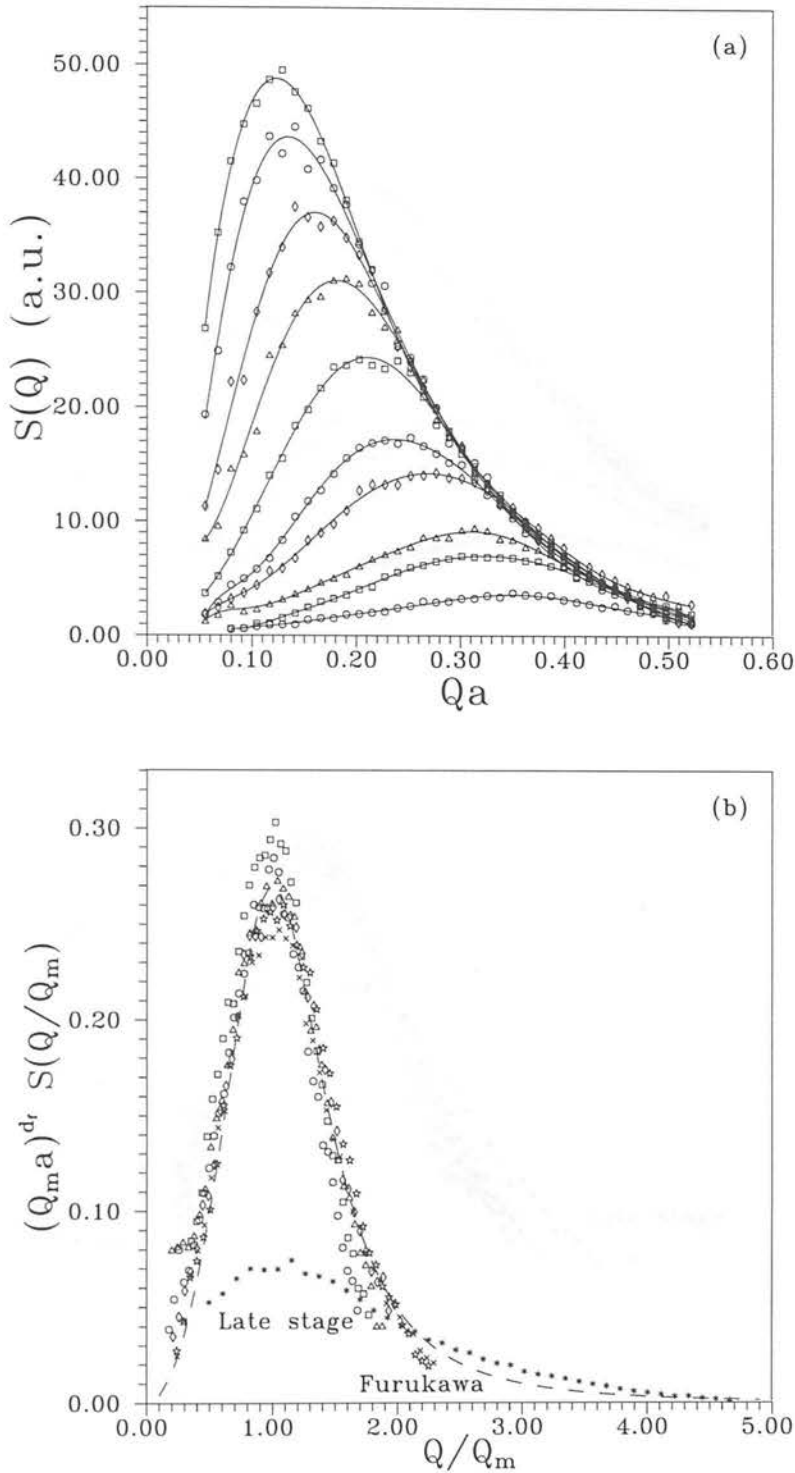 (a)
50.00
40.00
30.00
20.00
10.00
0.00
S(Q) (a.u.)
0.00 0.10 0.20 0.30 0.40 0.50 0.60
Qa
(b)
0.30
0.20
0.10
0.00
(Qₘa)^dᶠ S(Q/Qₘ)
Late stage
Furukawa
0.00 1.00 2.00 3.00 4.00 5.00
Q/Qₘ